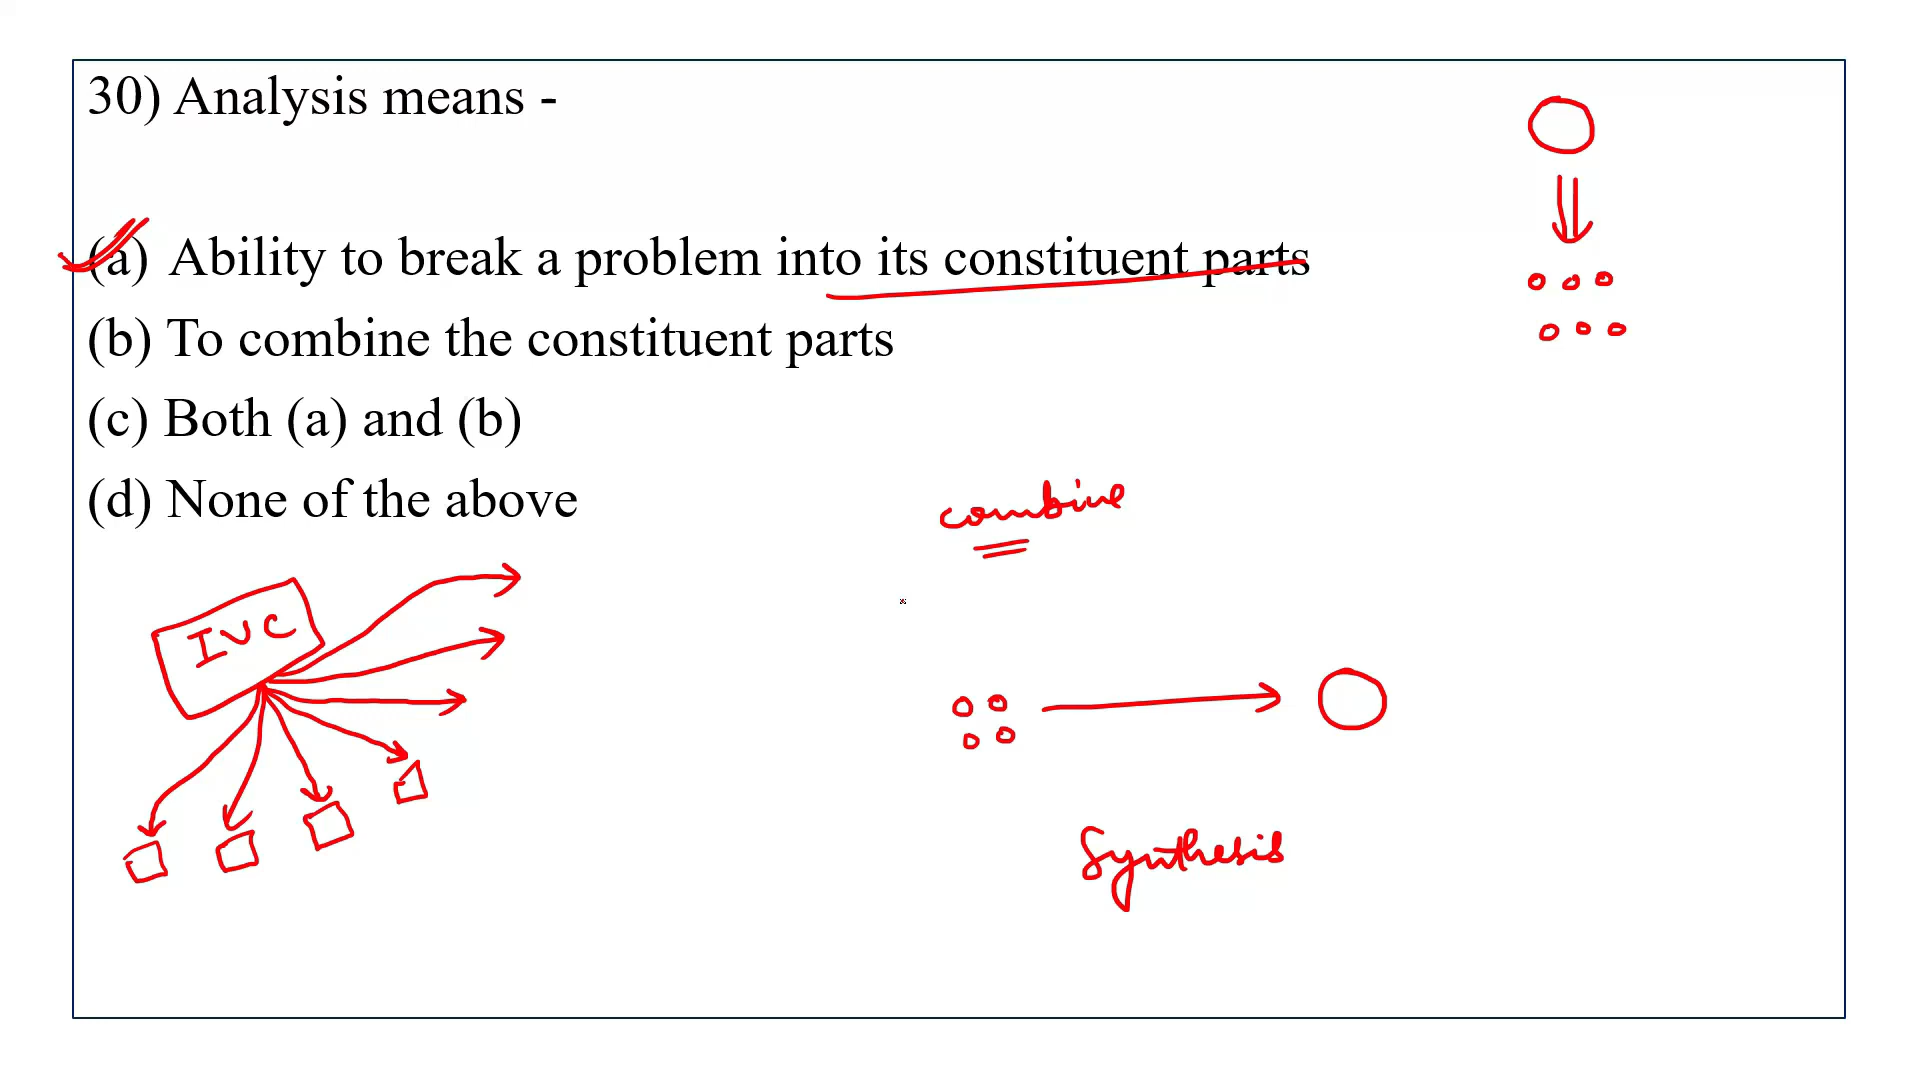 30) Analysis means -
(a) Ability to break a problem into its constituent parts
(b) To combine the constituent parts
(c) Both (a) and (b)
(d) None of the above
combine
IVC
Synthesis